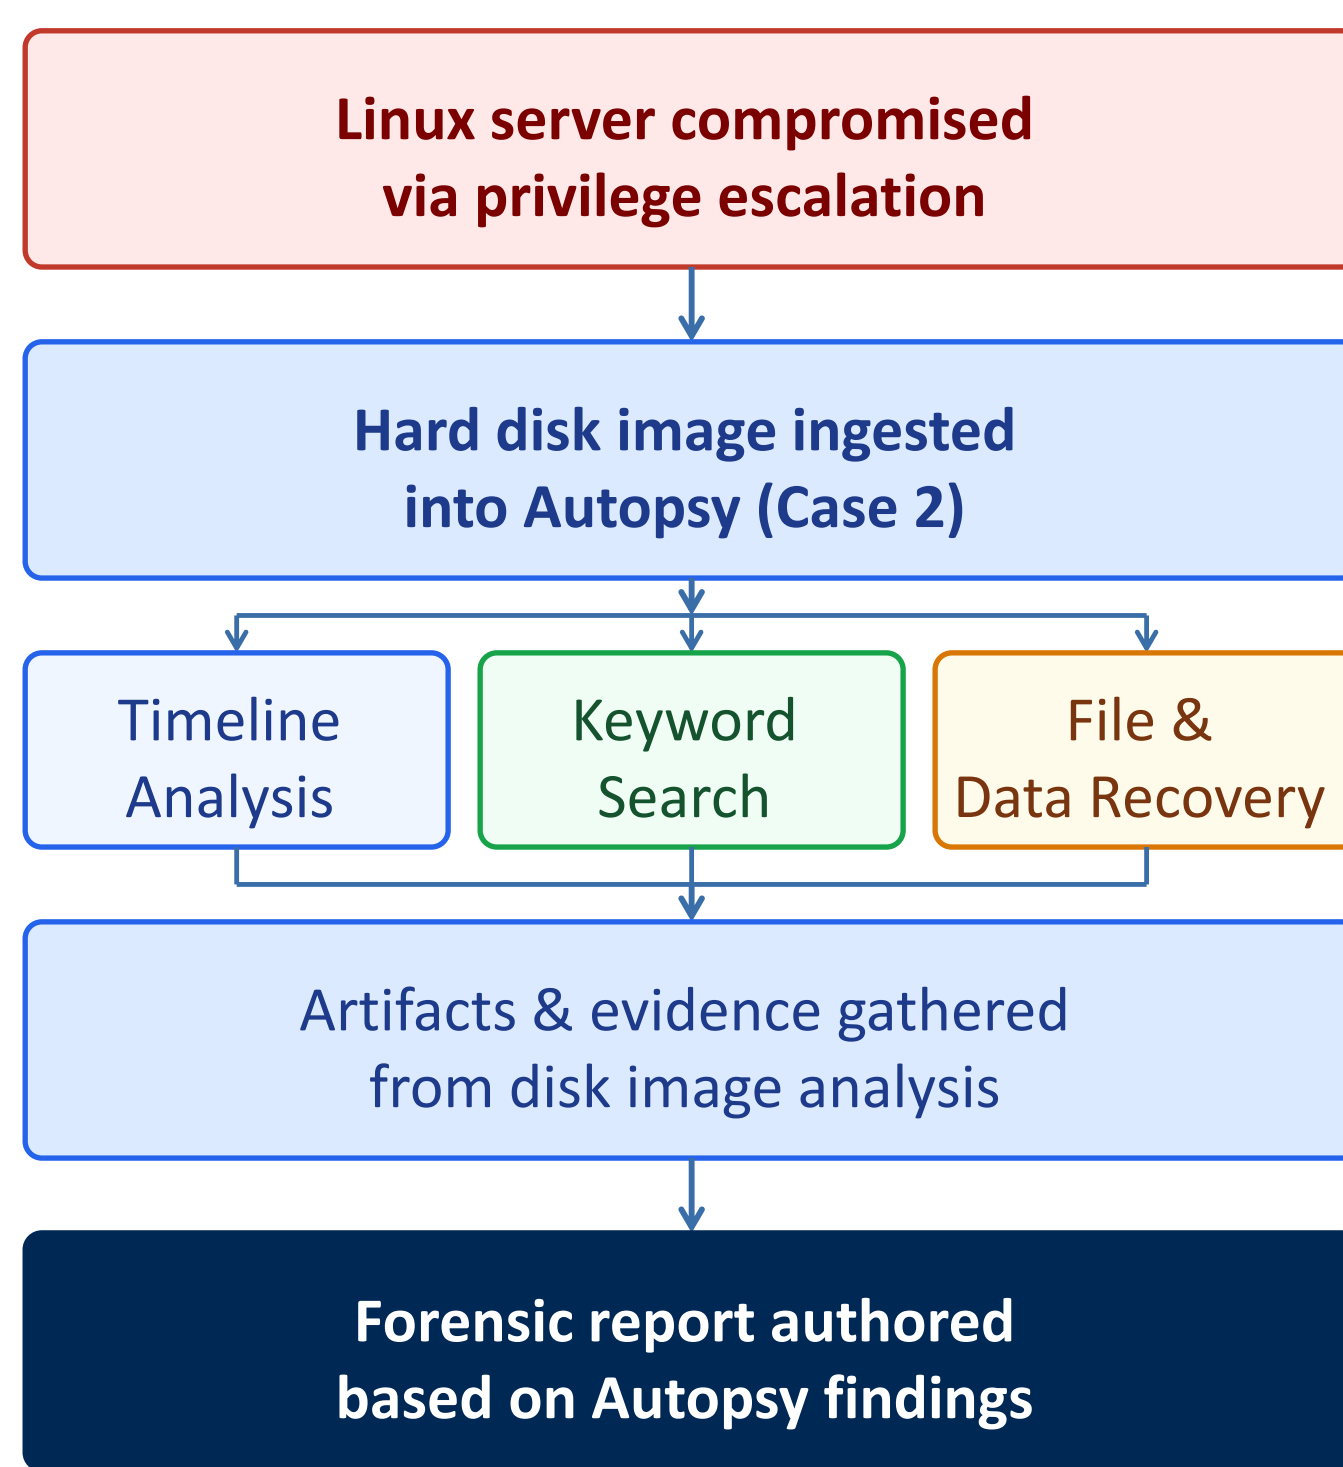 Linux server compromised
via privilege escalation
Hard disk image ingested
into Autopsy (Case 2)
Timeline
Analysis
Keyword
Search
File &
Data Recovery
Artifacts & evidence gathered
from disk image analysis
Forensic report authored
based on Autopsy findings